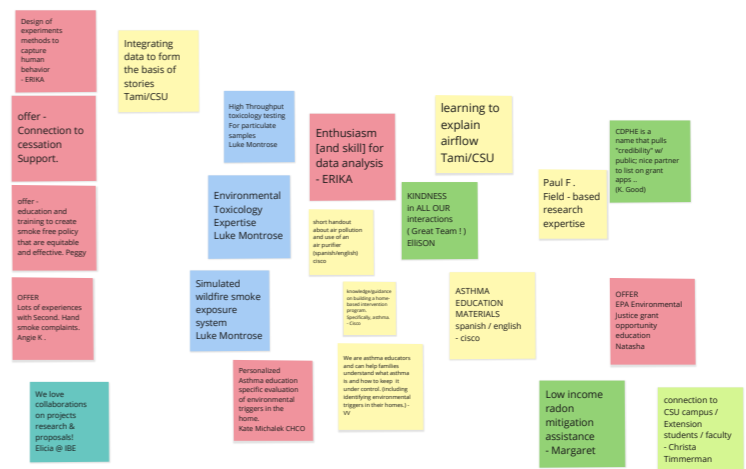 Design of
experiments
methods to
capture
human
behavior
- ERIKA
Integrating
data to form
the basis of
stories
Tami/CSU
offer -
Connection to
cessation
Support.
High Throughput
toxicology testing
For particulate
samples
Luke Montrose
Enthusiasm
[and skill] for
data analysis
- ERIKA
learning to
explain
airflow
Tami/CSU
CDPHE is a
name that pulls
"credibility" w/
public; nice partner
to list on grant
apps ..
(K. Good)
offer -
education and
training to create
smoke free policy
that are equitable
and effective. Peggy
Environmental
Toxicology
Expertise
Luke Montrose
short handout
about air pollution
and use of an
air purifier
(spanish/english)
cisco
KINDNESS
in ALL OUR
interactions
( Great Team ! )
EllISON
Paul F .
Field - based
research
expertise
OFFER
Lots of experiences
with Second. Hand
smoke complaints.
Angie K .
Simulated
wildfire smoke
exposure
system
Luke Montrose
knowledge/guidance
on building a home-
based intervention
program.
Specifically, asthma.
- Cisco
ASTHMA
EDUCATION
MATERIALS
spanish / english
- cisco
OFFER
EPA Environmental
Justice grant
opportunity
education
Natasha
We love
collaborations
on projects
research &
proposals!
Elicia @ IBE
Personalized
Asthma education
specific evaluation
of environmental
triggers in the
home.
Kate Michalek CHCO
We are asthma educators
and can help families
understand what asthma
is and how to keep it
under control. (including
identifying environmental
triggers in their homes.) -
VV
Low income
radon
mitigation
assistance
- Margaret
connection to
CSU campus /
Extension
students / faculty
- Christa
Timmerman